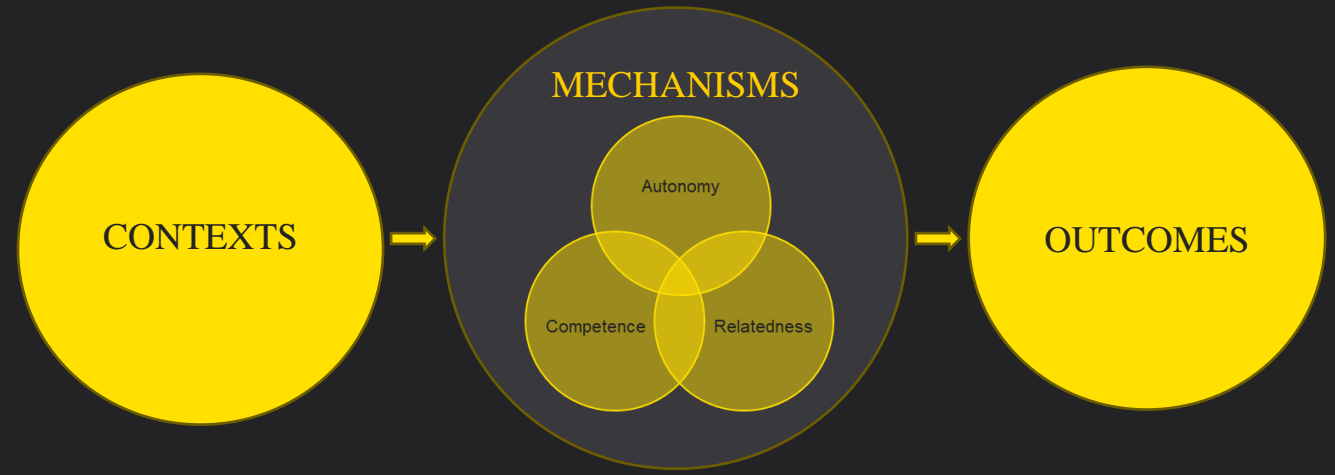 CONTEXTS
MECHANISMS
Autonomy
Competence
Relatedness
OUTCOMES